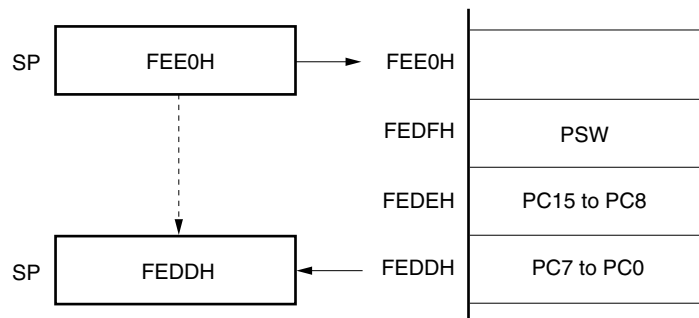 SP FEE0H FEE0H
FEDFH PSW
FEDEH PC15 to PC8
SP FEDDH FEDDH PC7 to PC0